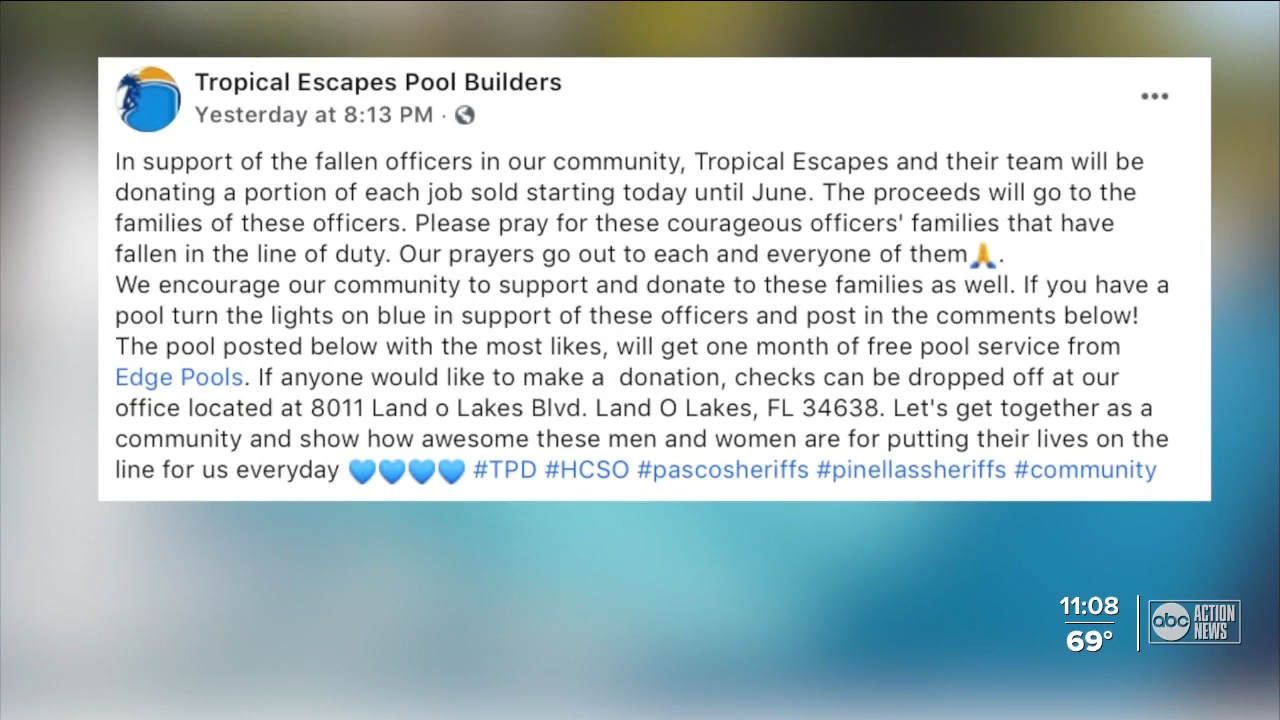 Tropical Escapes Pool Builders
Yesterday at 8:13 PM ·
In support of the fallen officers in our community, Tropical Escapes and their team will be
donating a portion of each job sold starting today until June. The proceeds will go to the
families of these officers. Please pray for these courageous officers' families that have
fallen in the line of duty. Our prayers go out to each and everyone of them🙏.
We encourage our community to support and donate to these families as well. If you have a
pool turn the lights on blue in support of these officers and post in the comments below!
The pool posted below with the most likes, will get one month of free pool service from
Edge Pools. If anyone would like to make a  donation, checks can be dropped off at our
office located at 8011 Land o Lakes Blvd. Land O Lakes, FL 34638. Let's get together as a
community and show how awesome these men and women are for putting their lives on the
line for us everyday 💙💙💙💙 #TPD #HCSO #pascosheriffs #pinellassheriffs #community
11:08
69°
abc ACTION
NEWS